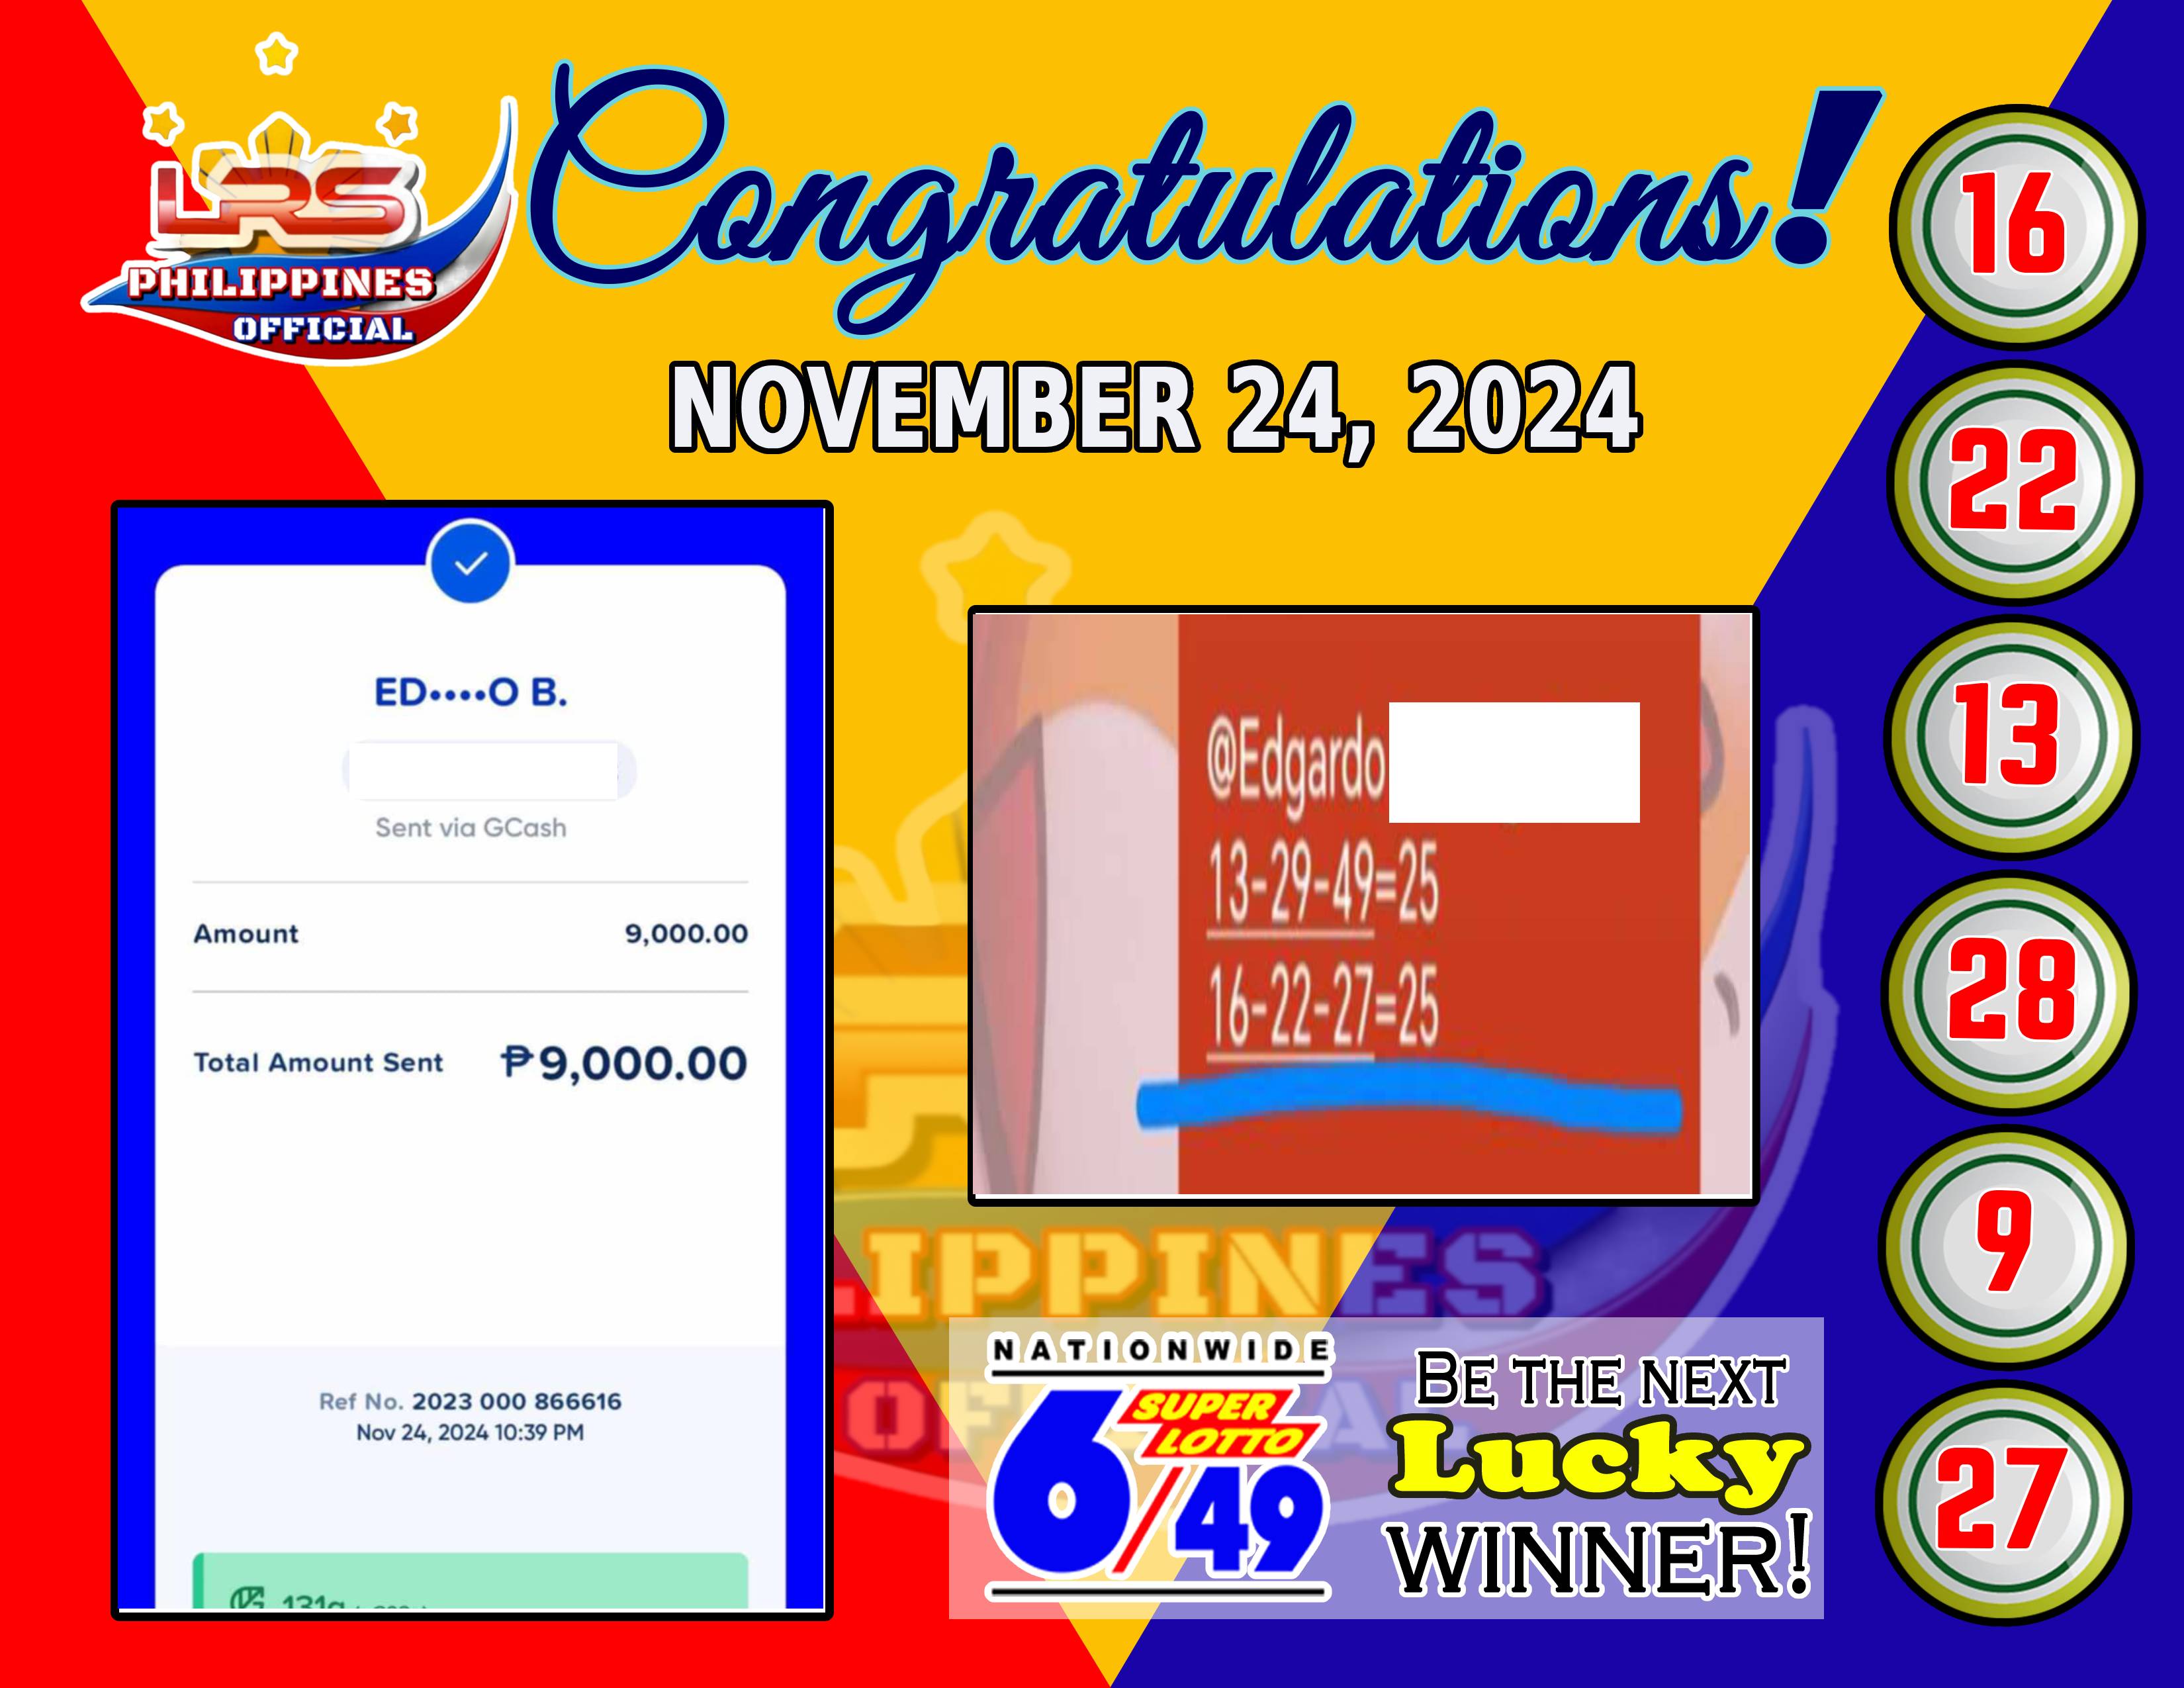 LRS
PHILIPPINES
OFFICIAL
Congratulations!
NOVEMBER 24, 2024
ED••••O B.
Sent via GCash
Amount 9,000.00
Total Amount Sent ₱9,000.00
Ref No. 2023 000 866616
Nov 24, 2024 10:39 PM
131g
@Edgardo
13-29-49=25
16-22-27=25
IPPINES
NATIONWIDE
SUPER
LOTTO
6/49
BE THE NEXT
Lucky
WINNER!
16
22
13
28
9
27